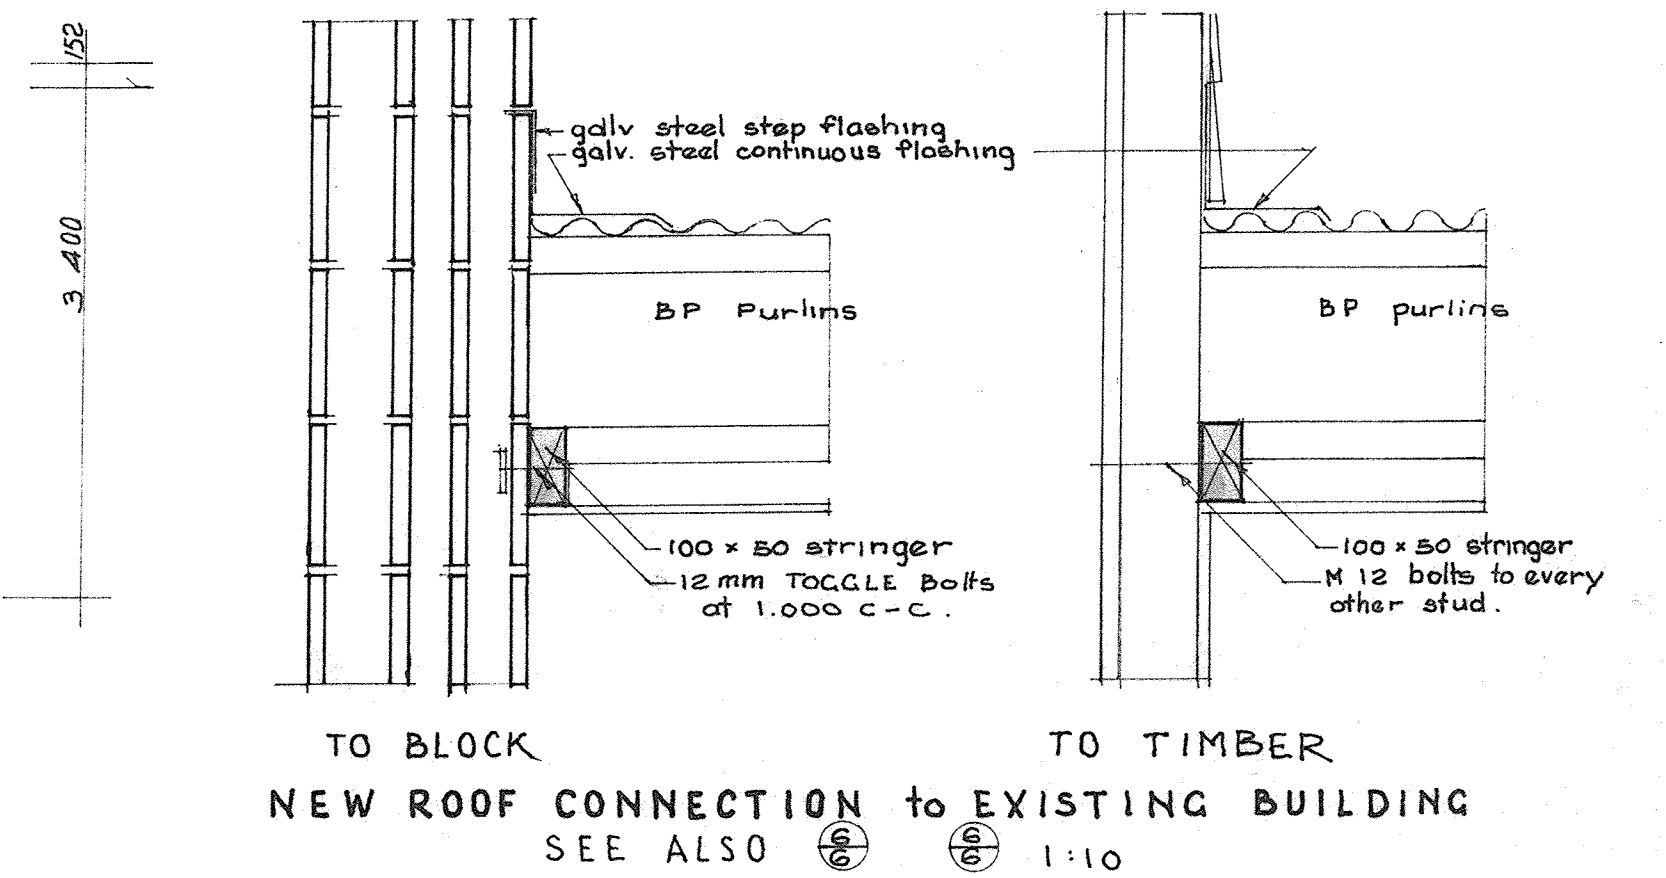 152
3 400
galv steel step flashing
galv. steel continuous flashing
BP Purlins
BP purlins
100 x 50 stringer
12 mm TOGGLE Bolts
at 1.000 C-C.
100 x 50 stringer
M 12 bolts to every
other stud.
TO BLOCK
TO TIMBER
NEW ROOF CONNECTION to EXISTING BUILDING
SEE ALSO 6/6 6/6 1:10